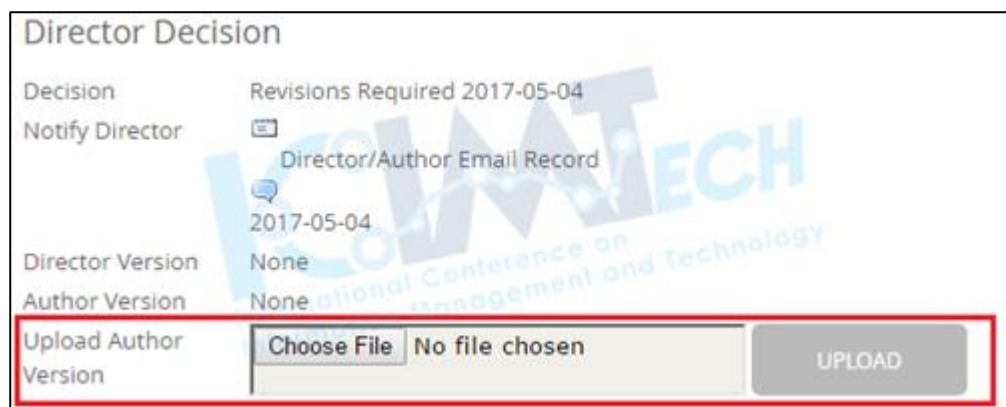 Director Decision
Decision Revisions Required 2017-05-04
Notify Director
Director/Author Email Record
2017-05-04
Director Version None
Author Version None
Upload Author Version Choose File No file chosen UPLOAD
ICoIMTECH
International Conference on
Information Management and Technology